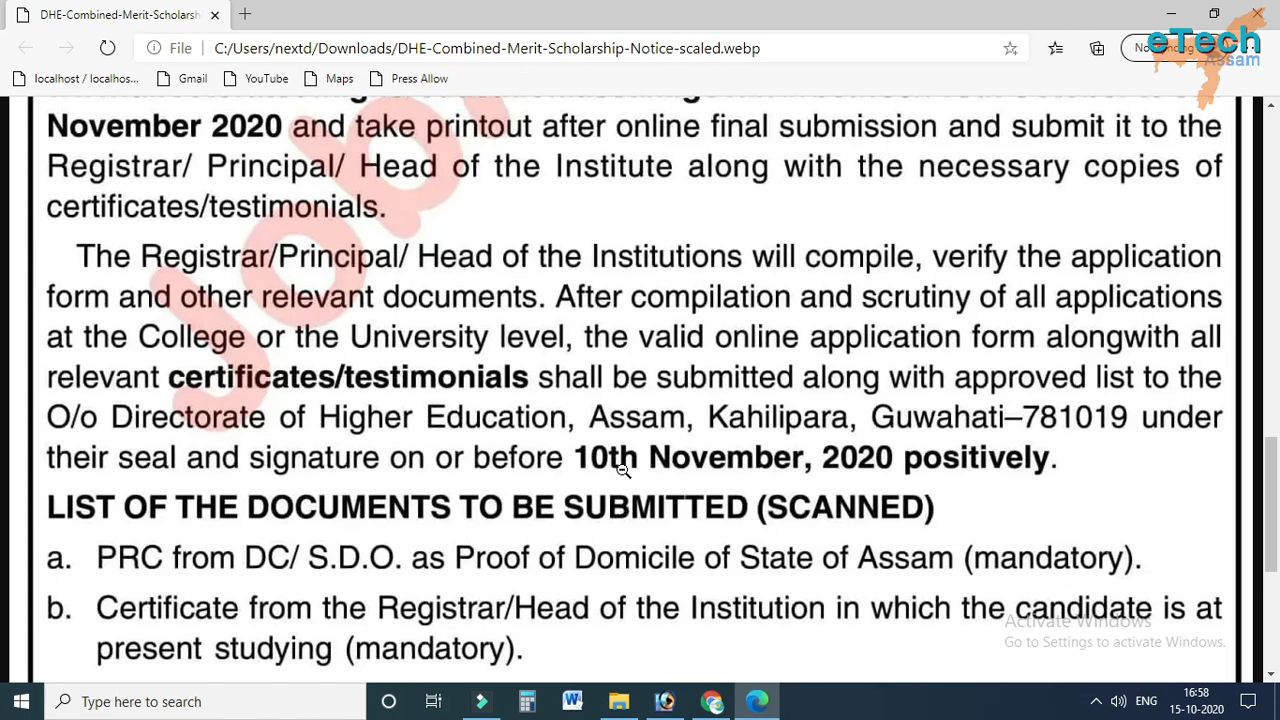 DHE-Combined-Merit-Scholarsh
File C:/Users/nextd/Downloads/DHE-Combined-Merit-Scholarship-Notice-scaled.webp
eTech
Assam
localhost / localhos... Gmail YouTube Maps Press Allow
November 2020 and take printout after online final submission and submit it to the
Registrar/ Principal/ Head of the Institute along with the necessary copies of
certificates/testimonials.
The Registrar/Principal/ Head of the Institutions will compile, verify the application
form and other relevant documents. After compilation and scrutiny of all applications
at the College or the University level, the valid online application form alongwith all
relevant certificates/testimonials shall be submitted along with approved list to the
O/o Directorate of Higher Education, Assam, Kahilipara, Guwahati–781019 under
their seal and signature on or before 10th November, 2020 positively.
LIST OF THE DOCUMENTS TO BE SUBMITTED (SCANNED)
a. PRC from DC/ S.D.O. as Proof of Domicile of State of Assam (mandatory).
b. Certificate from the Registrar/Head of the Institution in which the candidate is at
present studying (mandatory).
Job
Activate Windows
Go to Settings to activate Windows.
Type here to search
ENG
16:58
15-10-2020